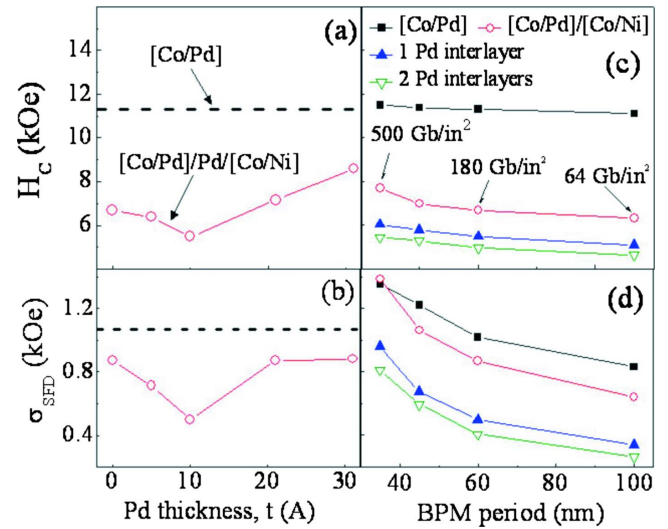 (a)
[Co/Pd]
[Co/Pd]/Pd/[Co/Ni]
H_C (kOe)
16
14
12
10
8
6
[Co/Pd] [Co/Pd]/[Co/Ni]
1 Pd interlayer
2 Pd interlayers
(c)
500 Gb/in²
180 Gb/in²
64 Gb/in²
(b)
σ_SFD (kOe)
1.2
0.8
0.4
0 10 20 30
Pd thickness, t (A)
(d)
40 60 80 100
BPM period (nm)